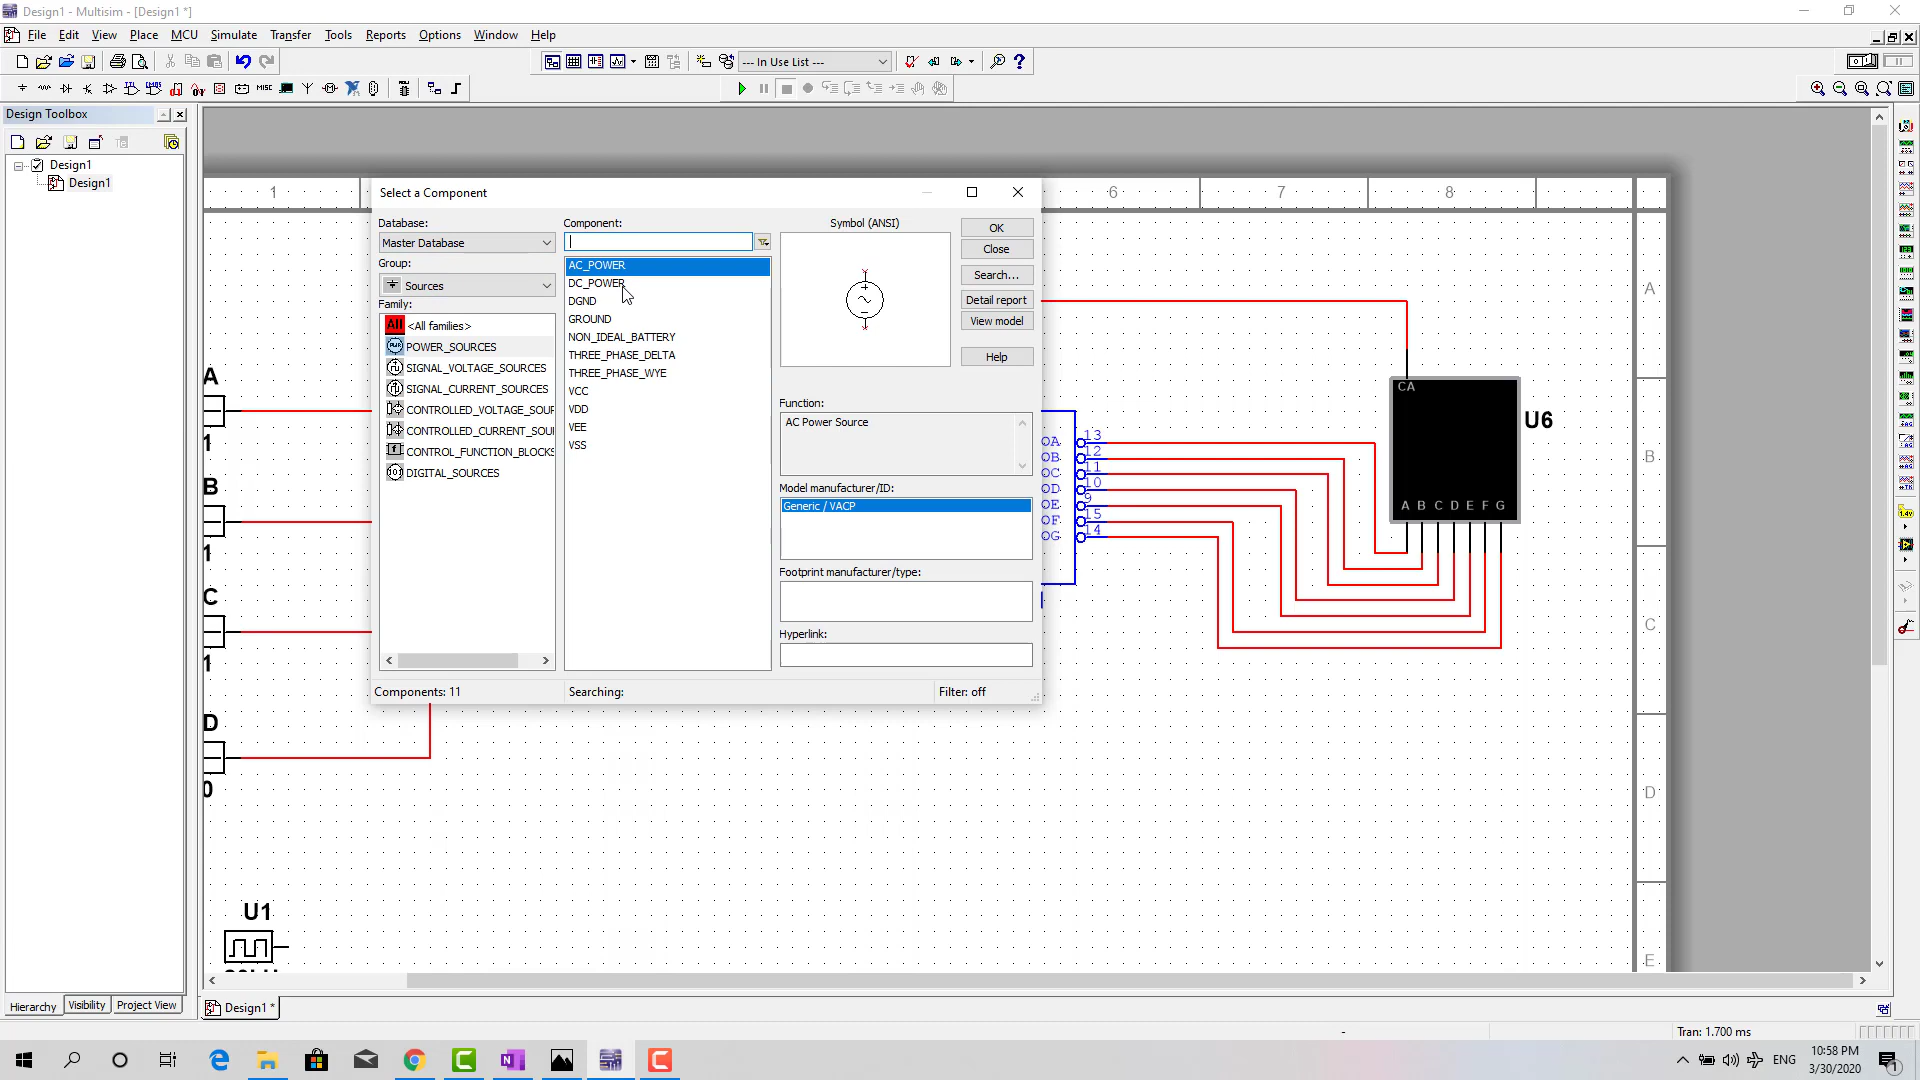 Design1 - Multisim - [Design1 *]
File Edit View Place MCU Simulate Transfer Tools Reports Options Window Help
--- In Use List ---
MISC
Design Toolbox
Design1
Design1
1 6 7 8
Select a Component
Database:
Master Database
Group:
Sources
Family:
All <All families>
POWER_SOURCES
SIGNAL_VOLTAGE_SOURCES
SIGNAL_CURRENT_SOURCES
CONTROLLED_VOLTAGE_SOUR
CONTROLLED_CURRENT_SOU
CONTROL_FUNCTION_BLOCKS
DIGITAL_SOURCES
Component:
AC_POWER
DC_POWER
DGND
GROUND
NON_IDEAL_BATTERY
THREE_PHASE_DELTA
THREE_PHASE_WYE
VCC
VDD
VEE
VSS
Symbol (ANSI)
OK
Close
Search...
Detail report
View model
Help
Function:
AC Power Source
Model manufacturer/ID:
Generic / VACP
Footprint manufacturer/type:
Hyperlink:
Components: 11 Searching: Filter: off
A
1
B
1
C
1
D
0
U1
OA 13
OB 12
OC 11
OD 10
OE 9
OF 15
OG 14
CA
U6
A B C D E F G
A
B
C
D
E
Hierarchy Visibility Project View
Design1 *
- Tran: 1.700 ms
ENG
10:58 PM
3/30/2020
1